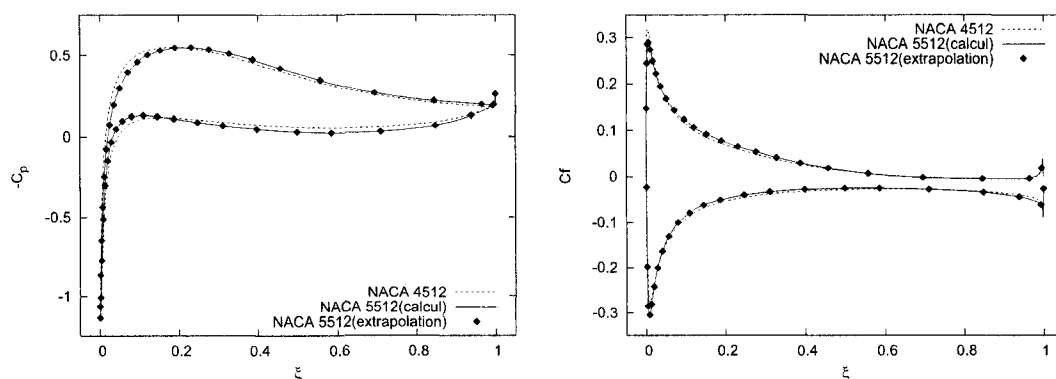 0.5
0
-0.5
-1
-Cp
NACA 4512
NACA 5512(calcul)
NACA 5512(extrapolation)
0 0.2 0.4 0.6 0.8 1
ξ
0.3
0.2
0.1
0
-0.1
-0.2
-0.3
Cf
NACA 4512
NACA 5512(calcul)
NACA 5512(extrapolation)
0 0.2 0.4 0.6 0.8 1
ξ